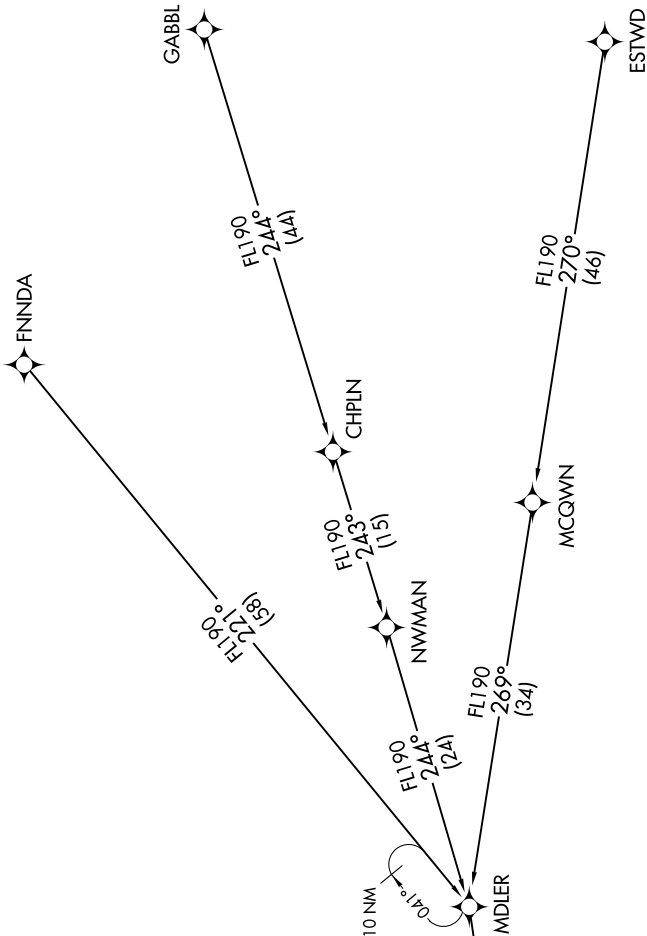 FNNDA
FL190
221°
(58)
GABBL
FL190
244°
(44)
CHPLN
FL190
243°
(15)
NWMAN
FL190
244°
(24)
ESTWD
FL190
270°
(46)
MCQWN
FL190
269°
(34)
10 NM
041°
MDLER